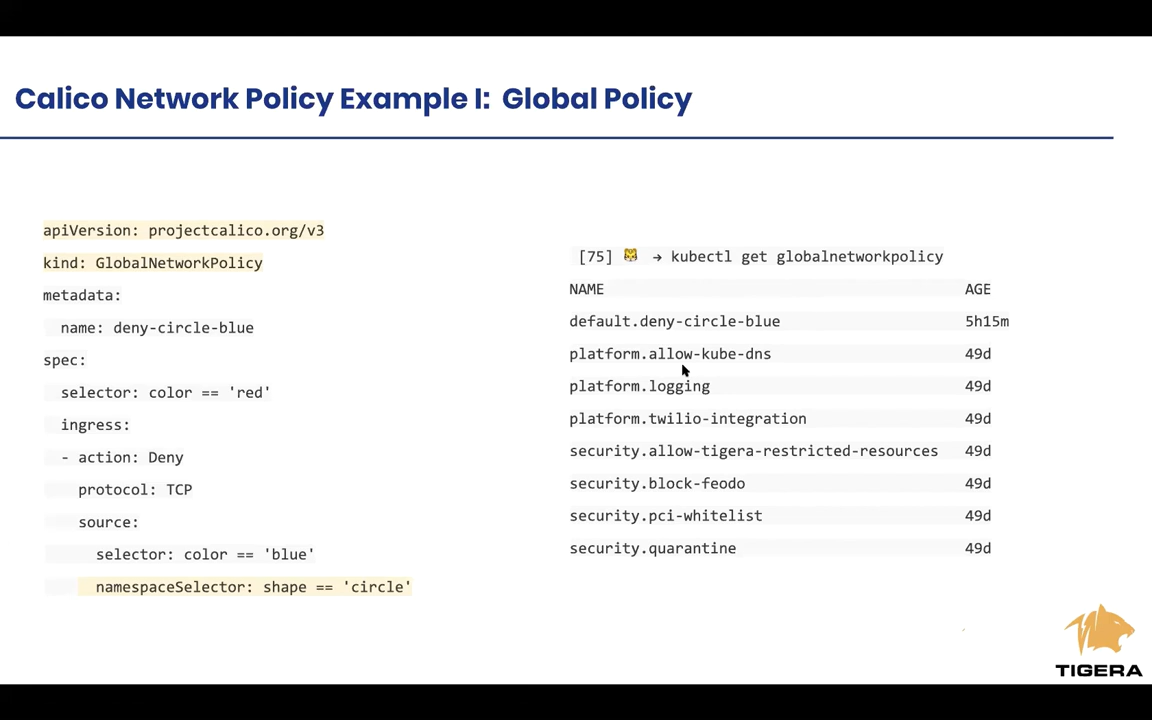 Calico Network Policy Example I: Global Policy
apiVersion: projectcalico.org/v3
kind: GlobalNetworkPolicy
metadata:
  name: deny-circle-blue
spec:
  selector: color == 'red'
  ingress:
  - action: Deny
    protocol: TCP
    source:
      selector: color == 'blue'
      namespaceSelector: shape == 'circle'
[75] 🐯 → kubectl get globalnetworkpolicy
NAME AGE
default.deny-circle-blue 5h15m
platform.allow-kube-dns 49d
platform.logging 49d
platform.twilio-integration 49d
security.allow-tigera-restricted-resources 49d
security.block-feodo 49d
security.pci-whitelist 49d
security.quarantine 49d
TIGERA